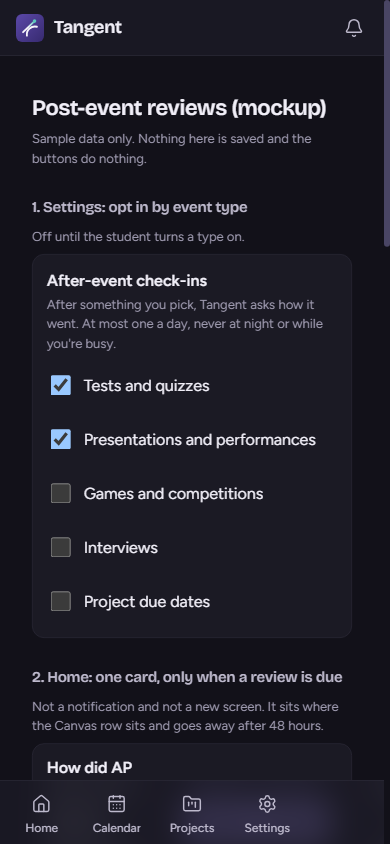 Tangent
Post-event reviews (mockup)
Sample data only. Nothing here is saved and the
buttons do nothing.
1. Settings: opt in by event type
Off until the student turns a type on.
After-event check-ins
After something you pick, Tangent asks how it
went. At most one a day, never at night or while
you're busy.
Tests and quizzes
Presentations and performances
Games and competitions
Interviews
Project due dates
2. Home: one card, only when a review is due
Not a notification and not a new screen. It sits where
the Canvas row sits and goes away after 48 hours.
How did AP
Home Calendar Projects Settings